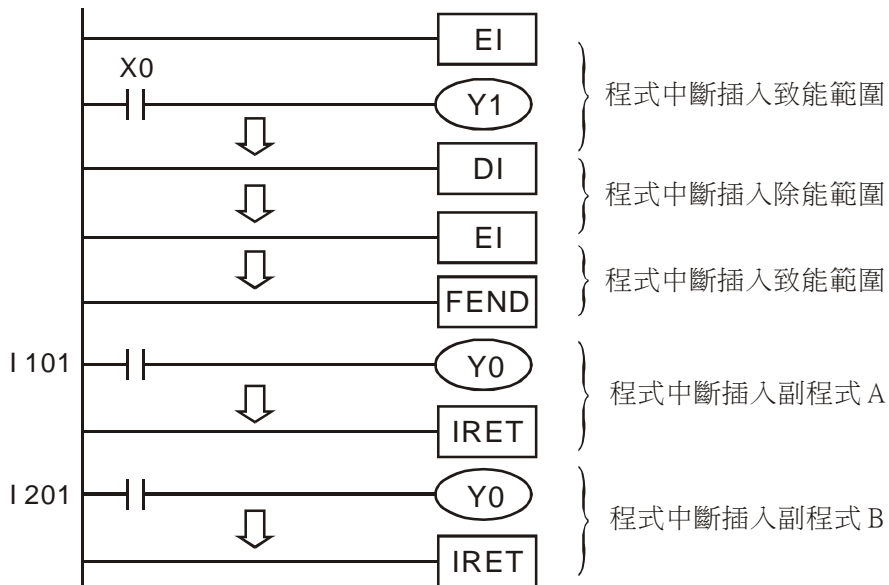 EI
X0
Y1
程式中斷插入致能範圍
DI
程式中斷插入除能範圍
EI
程式中斷插入致能範圍
FEND
I 101
Y0
程式中斷插入副程式 A
IRET
I 201
Y0
程式中斷插入副程式 B
IRET